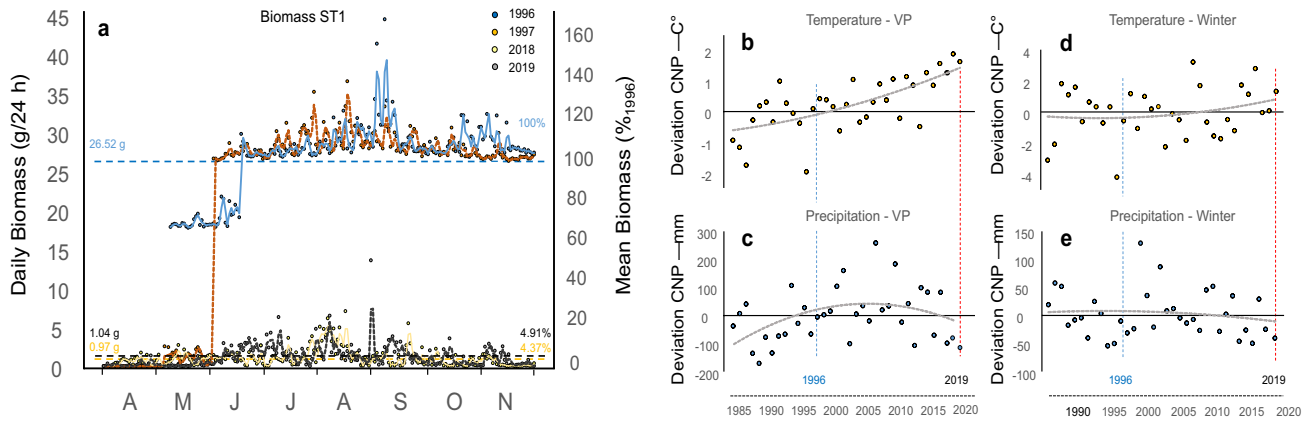 a
Biomass ST1
1996
1997
2018
2019
Daily Biomass (g/24 h)
45
40
35
30
25
20
15
10
5
0
26.52 g
100%
1.04 g
0.97 g
4.91%
4.37%
160
140
120
100
80
60
40
20
0
Mean Biomass (%1996)
A M J J A S O N
b
Temperature - VP
Deviation CNP —C°
2
1
0
-1
-2
d
Temperature - Winter
Deviation CNP —C°
4
2
0
-2
-4
c
Precipitation - VP
Deviation CNP —mm
300
200
100
0
-100
-200
1996
2019
1985 1990 1995 2000 2005 2010 2015 2020
e
Precipitation - Winter
Deviation CNP —mm
150
100
50
0
-50
-100
1996
2019
1990 1995 2000 2005 2010 2015 2020